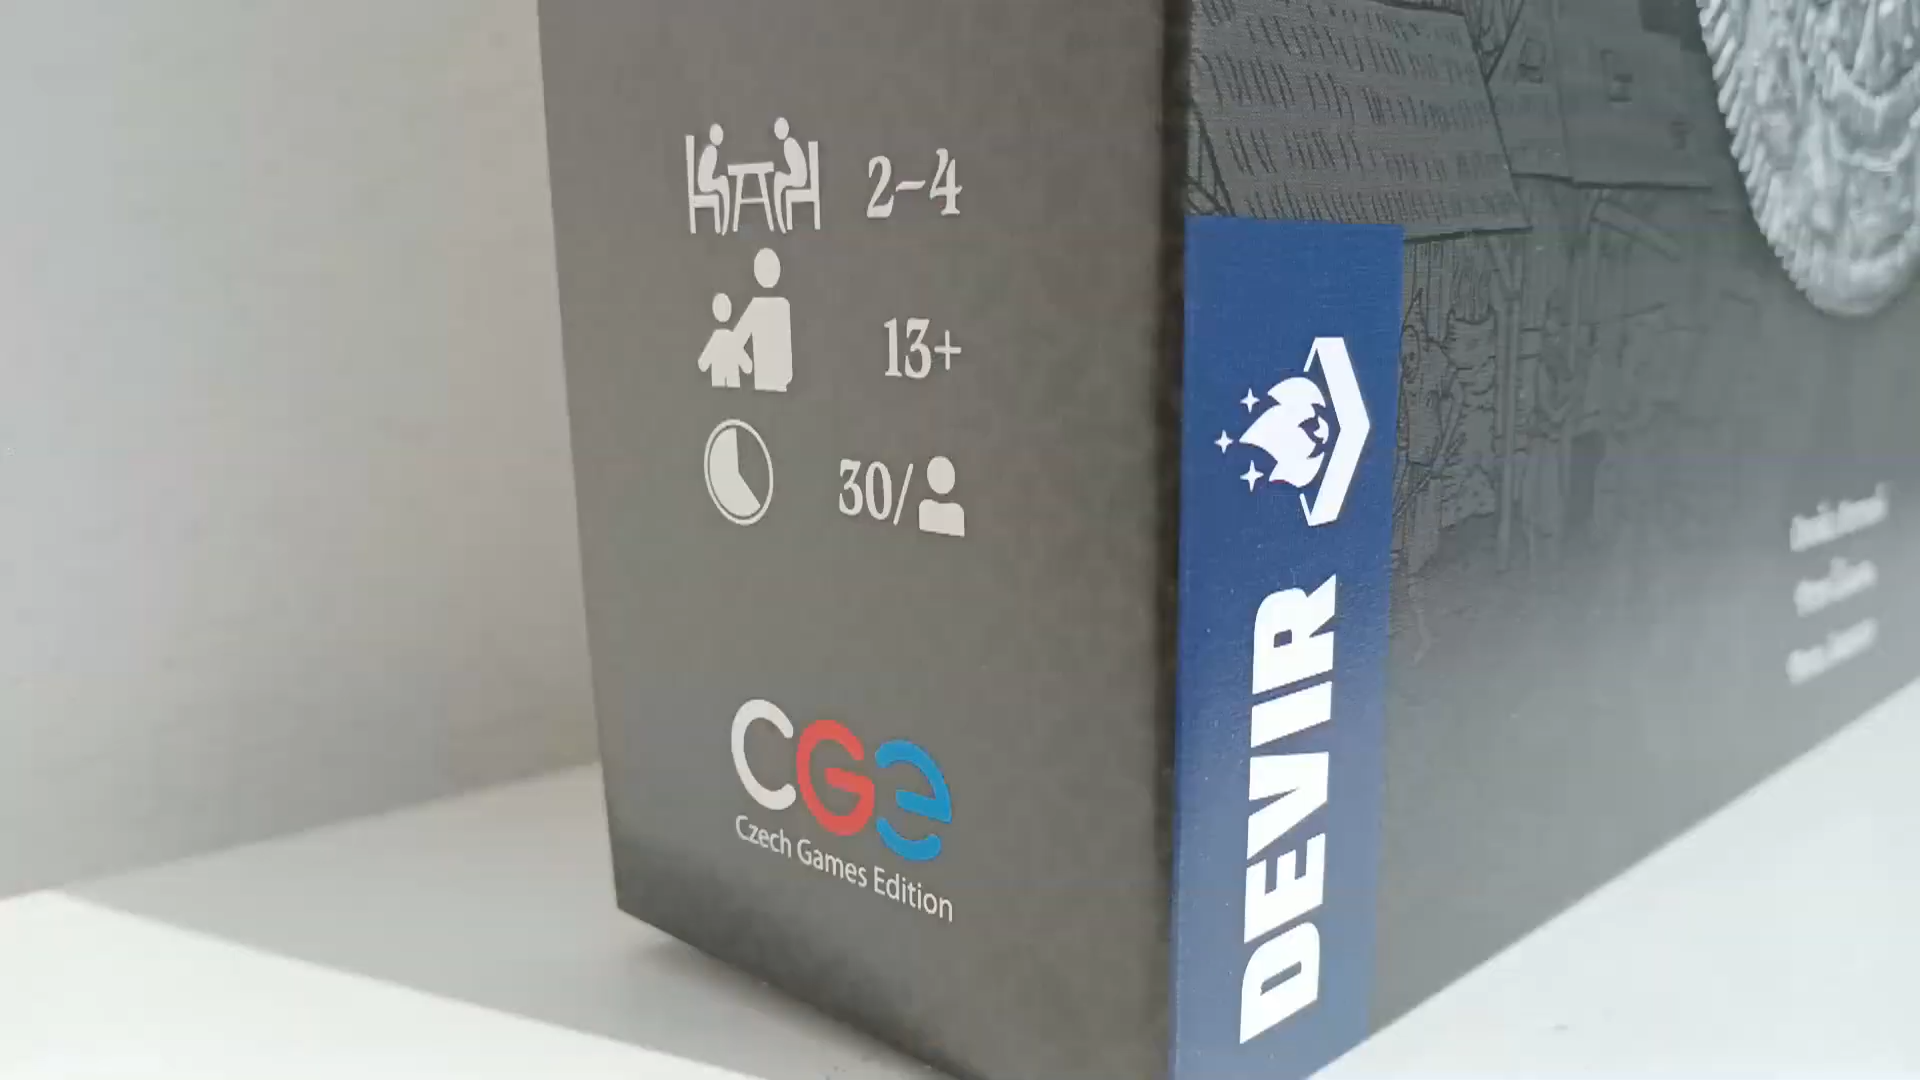 2–4
13+
30/
CGE
Czech Games Edition
DEVIR